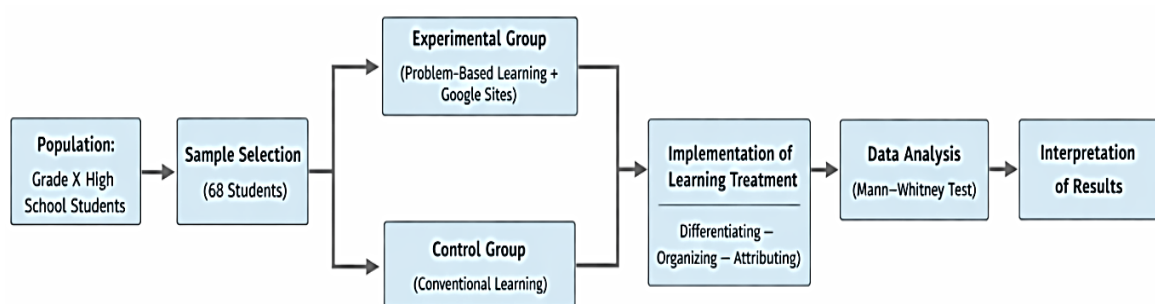 Population:
Grade X High
School Students
Sample Selection
(68 Students)
Experimental Group
(Problem-Based Learning +
Google Sites)
Control Group
(Conventional Learning)
Implementation of
Learning Treatment
Differentiating –
Organizing – Attributing)
Data Analysis
(Mann–Whitney Test)
Interpretation
of Results